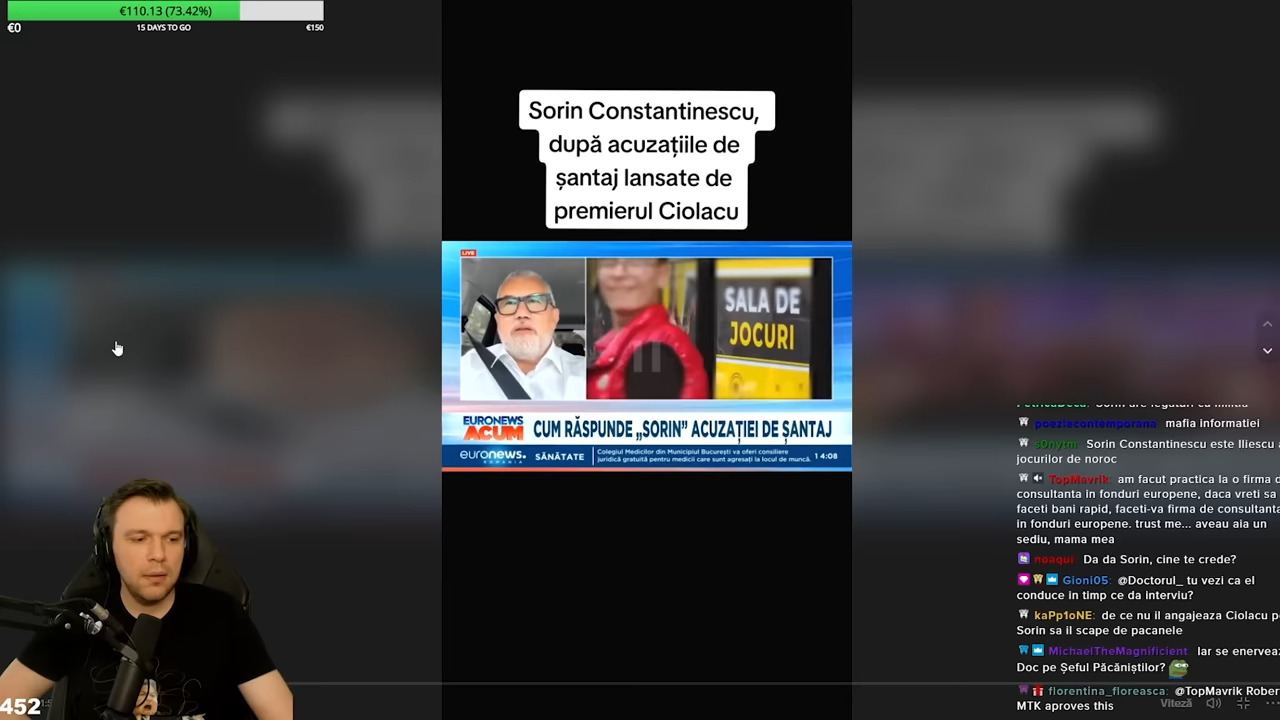 €110.13 (73.42%)
€0
15 DAYS TO GO
€150
Sorin Constantinescu,
după acuzațiile de
șantaj lansate de
premierul Ciolacu
LIVE
SALA DE
JOCURI
EURONEWS
ACUM
CUM RĂSPUNDE „SORIN” ACUZAȚIEI DE ȘANTAJ
euronews.
ROMANIA
SĂNĂTATE
Colegiul Medicilor din Municipiul București va oferi consiliere
juridică gratuită pentru medicii care sunt agresați la locul de muncă.
14:08
poeziecontemporana mafia informatiei
s0nytm Sorin Constantinescu este Iliescu a
jocurilor de noroc
TopMavrik: am facut practica la o firma d
consultanta in fonduri europene, daca vreti sa
faceti bani rapid, faceti-va firma de consultanta
in fonduri europene. trust me... aveau aia un
sediu, mama mea
noaqui: Da da Sorin, cine te crede?
Gioni05: @Doctorul_ tu vezi ca el
conduce in timp ce da interviu?
kaPp1oNE: de ce nu il angajeaza Ciolacu pe
Sorin sa il scape de pacanele
MichaelTheMagnificient Iar se enerveaz
Doc pe Șeful Păcăniștilor?
florentina_floreasca: @TopMavrik Rober
MTK aproves this
452
Viteză